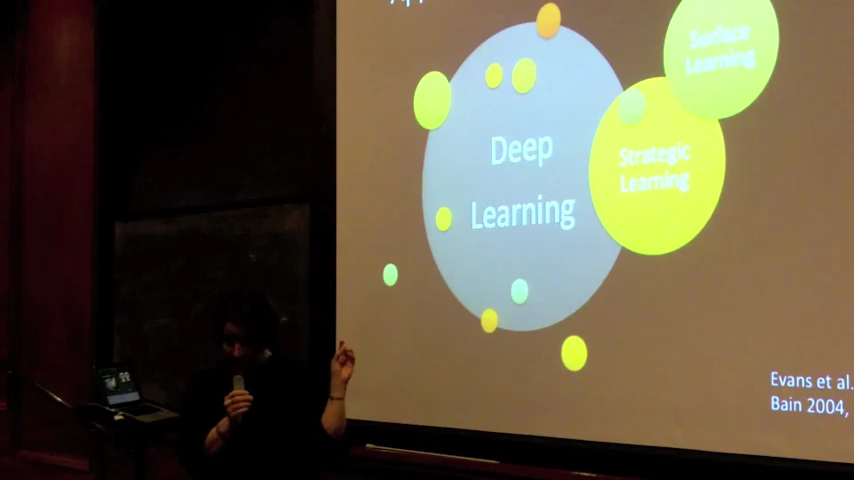 Surface
Learning
Deep
Learning
Strategic
Learning
Evans et al.
Bain 2004,